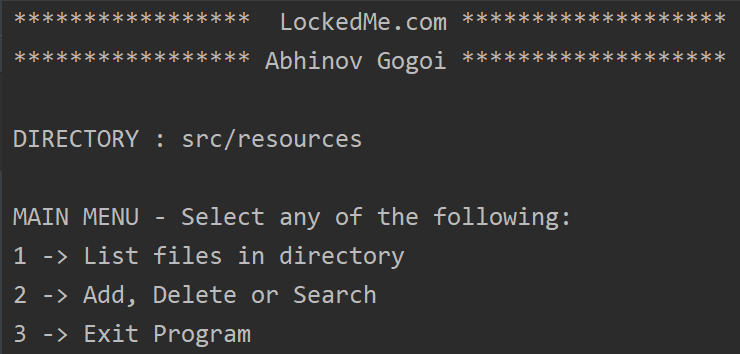 *****************  LockedMe.com *******************
***************** Abhinov Gogoi *******************
DIRECTORY : src/resources
MAIN MENU - Select any of the following:
1 -> List files in directory
2 -> Add, Delete or Search
3 -> Exit Program